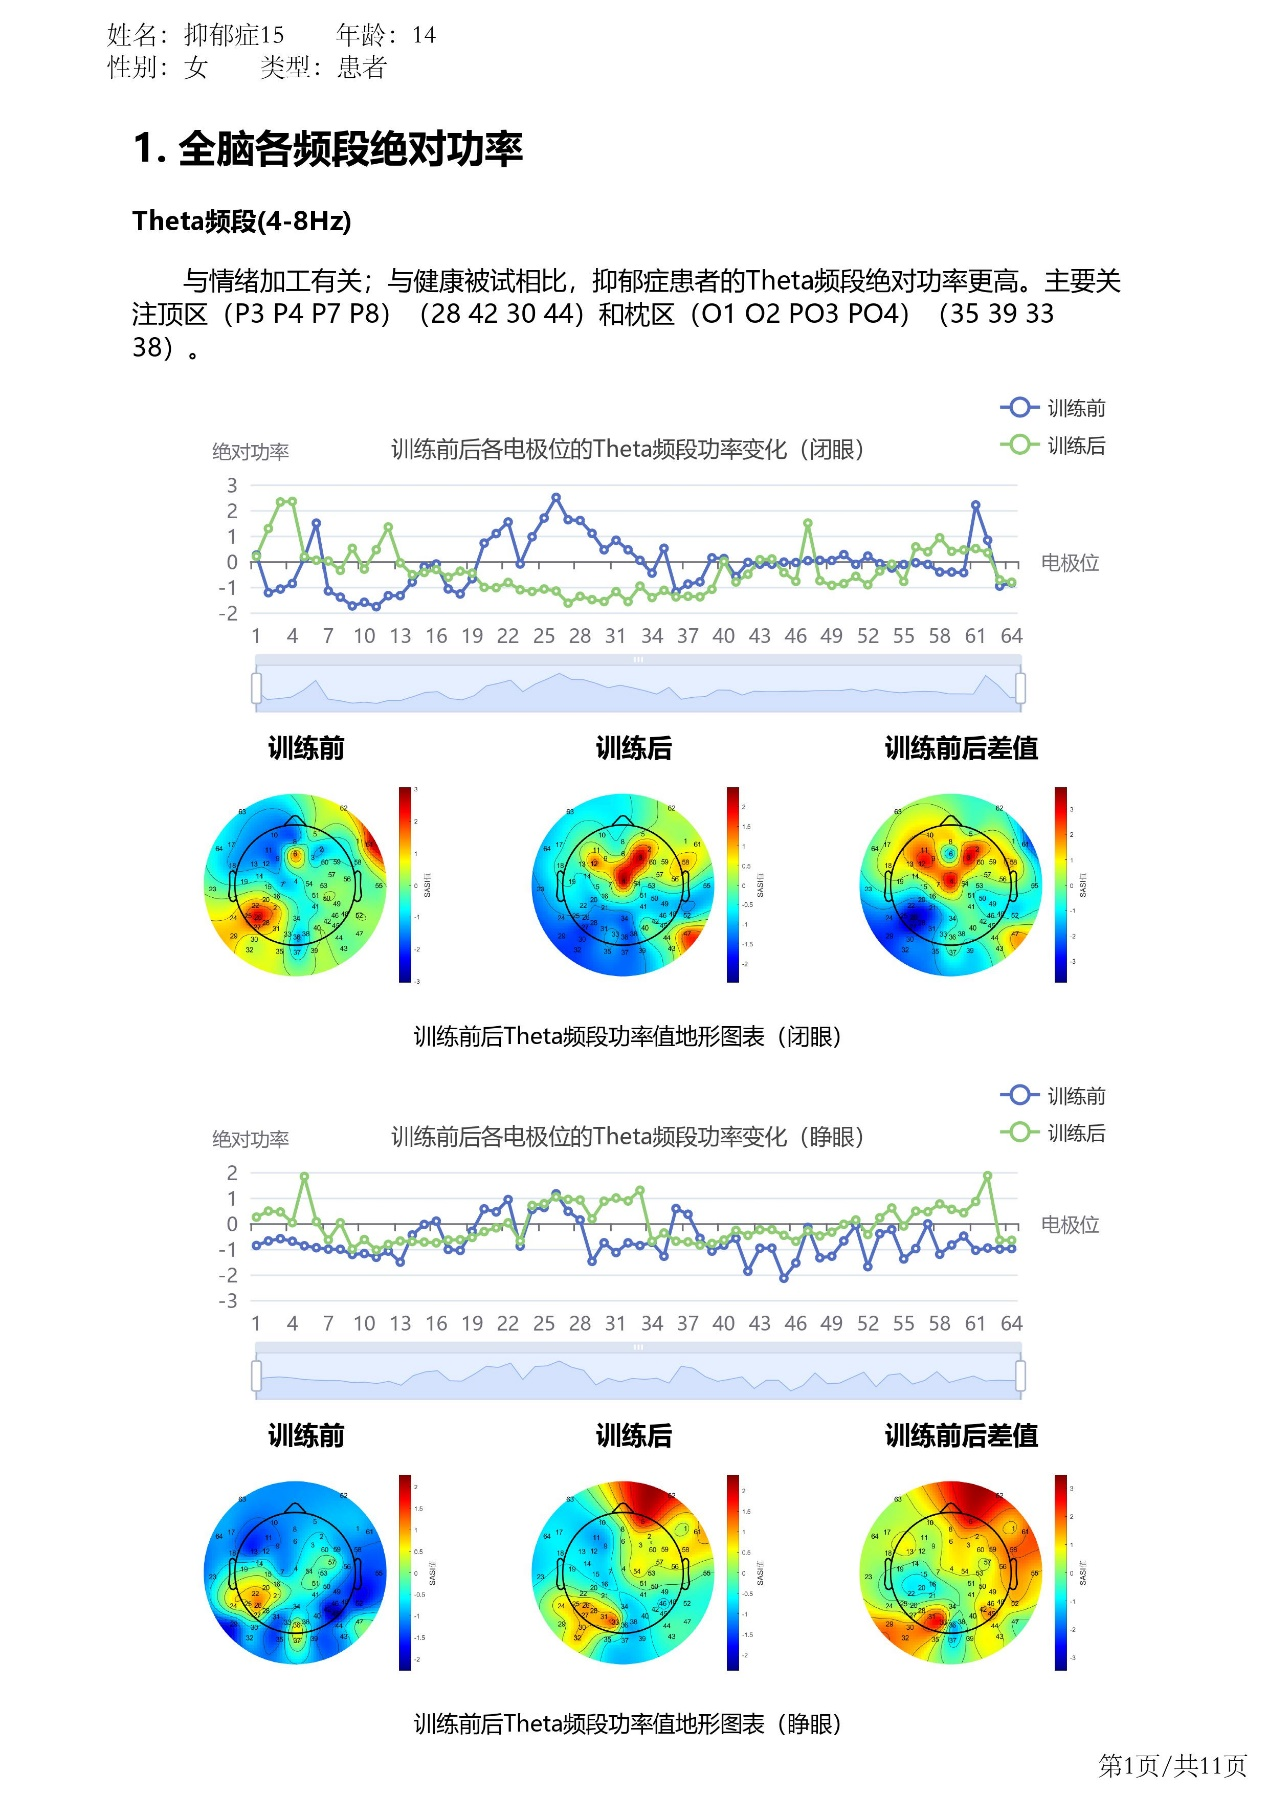 姓名：抑郁症15 年龄：14
性别：女 类型：患者
1. 全脑各频段绝对功率
Theta频段(4-8Hz)
与情绪加工有关；与健康被试相比，抑郁症患者的Theta频段绝对功率更高。主要关
注顶区（P3 P4 P7 P8）（28 42 30 44）和枕区（O1 O2 PO3 PO4）（35 39 33
38）。
训练前
训练后
绝对功率
训练前后各电极位的Theta频段功率变化（闭眼）
3
2
1
0
-1
-2
电极位
1 4 7 10 13 16 19 22 25 28 31 34 37 40 43 46 49 52 55 58 61 64
训练前 训练后 训练前后差值
训练前后Theta频段功率值地形图表（闭眼）
训练前
训练后
绝对功率
训练前后各电极位的Theta频段功率变化（睁眼）
2
1
0
-1
-2
-3
电极位
1 4 7 10 13 16 19 22 25 28 31 34 37 40 43 46 49 52 55 58 61 64
训练前 训练后 训练前后差值
训练前后Theta频段功率值地形图表（睁眼）
第1页/共11页